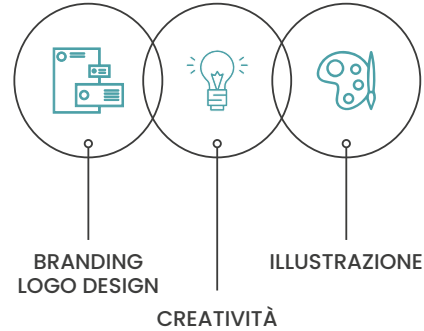 BRANDING
LOGO DESIGN
CREATIVITÀ
ILLUSTRAZIONE